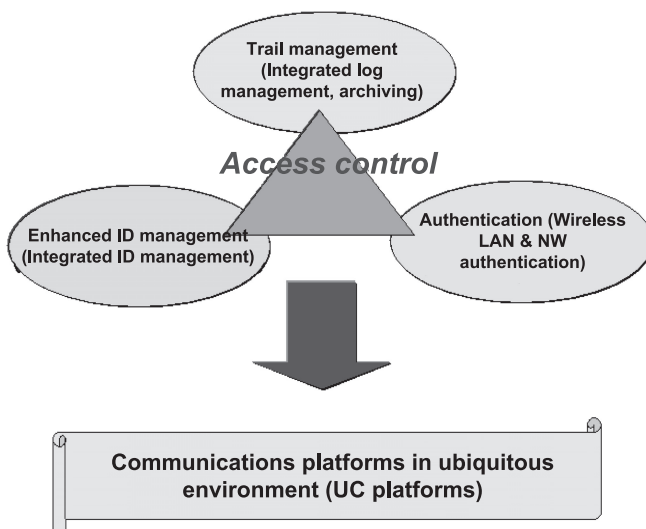 Trail management
(Integrated log
management, archiving)
Access control
Enhanced ID management
(Integrated ID management)
Authentication (Wireless
LAN & NW
authentication)
Communications platforms in ubiquitous
environment (UC platforms)